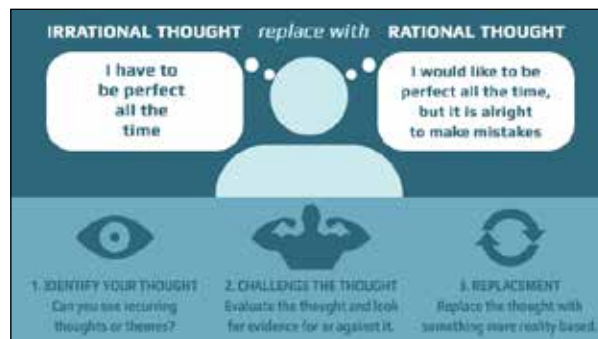 IRRATIONAL THOUGHT replace with RATIONAL THOUGHT
I have to
be perfect
all the
time
I would like to be
perfect all the time,
but it is alright
to make mistakes
1. IDENTIFY YOUR THOUGHT
Can you see recurring
thoughts or themes?
2. CHALLENGE THE THOUGHT
Evaluate the thought and look
for evidence for or against it.
3. REPLACEMENT
Replace the thought with
something more reality based.